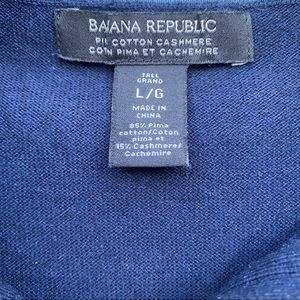 BANANA REPUBLIC
PIMA COTTON CASHMERE
COTON PIMA ET CACHEMIRE
TALL
GRAND
L/G
MADE IN
CHINA
85% Pima
cotton/Coton
pima et
15% Cashmere/
Cachemire